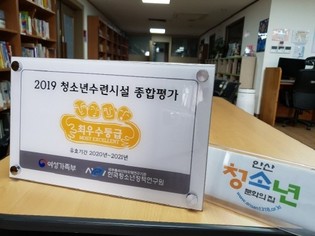 2019 청소년수련시설 종합평가
최우수등급
MOST EXCELLENT
유효기간 2020년~2021년
여성가족부
한국청소년정책연구원
안산
청소년
문화의집